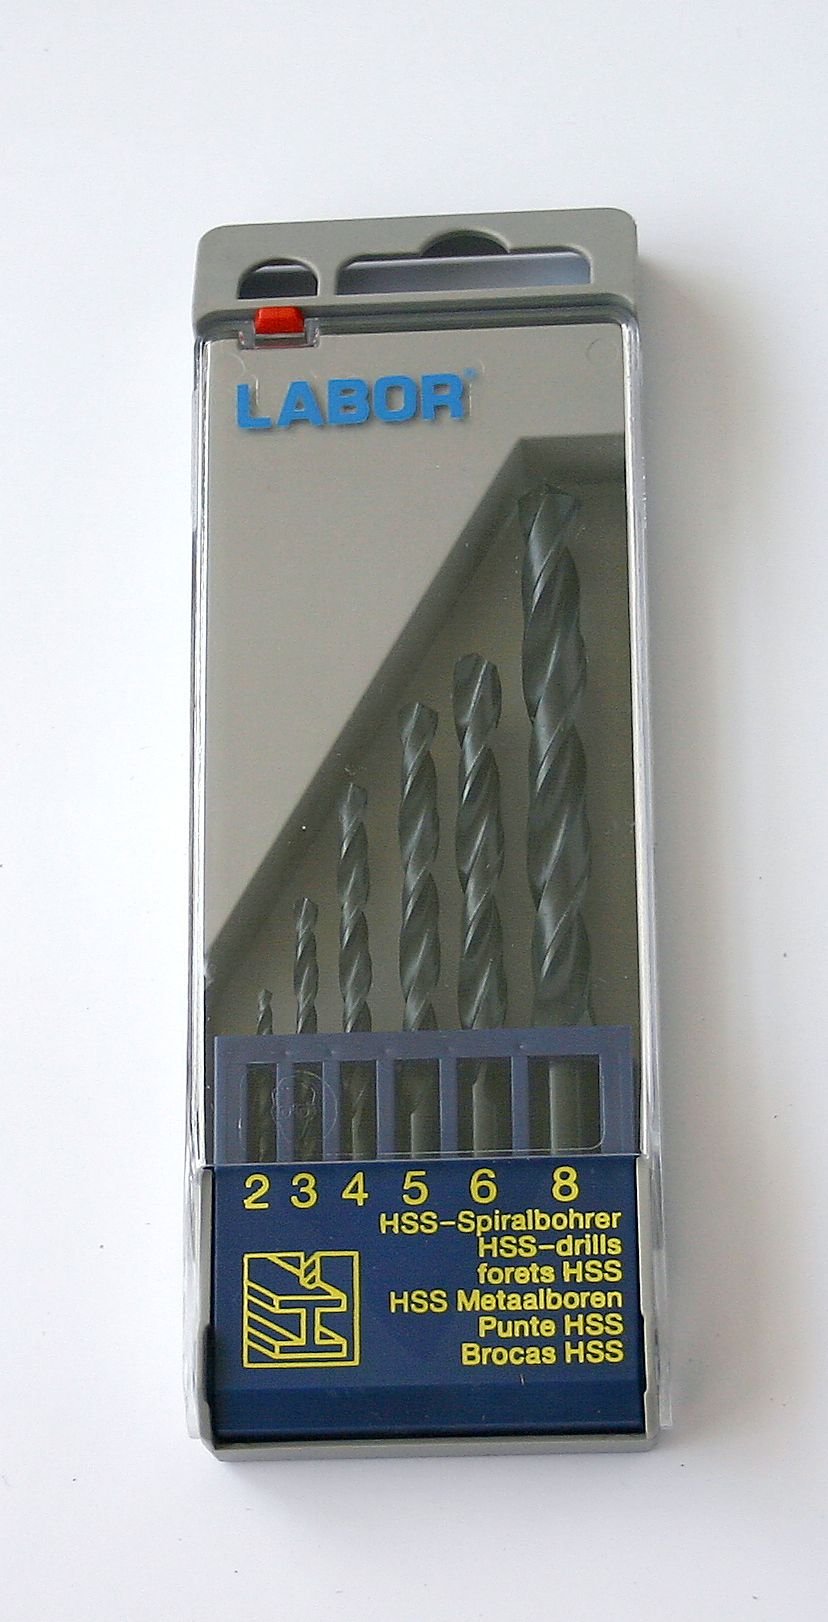 LABOR®
2 3 4 5 6 8
HSS-Spiralbohrer
HSS-drills
forets HSS
HSS Metaalboren
Punte HSS
Brocas HSS